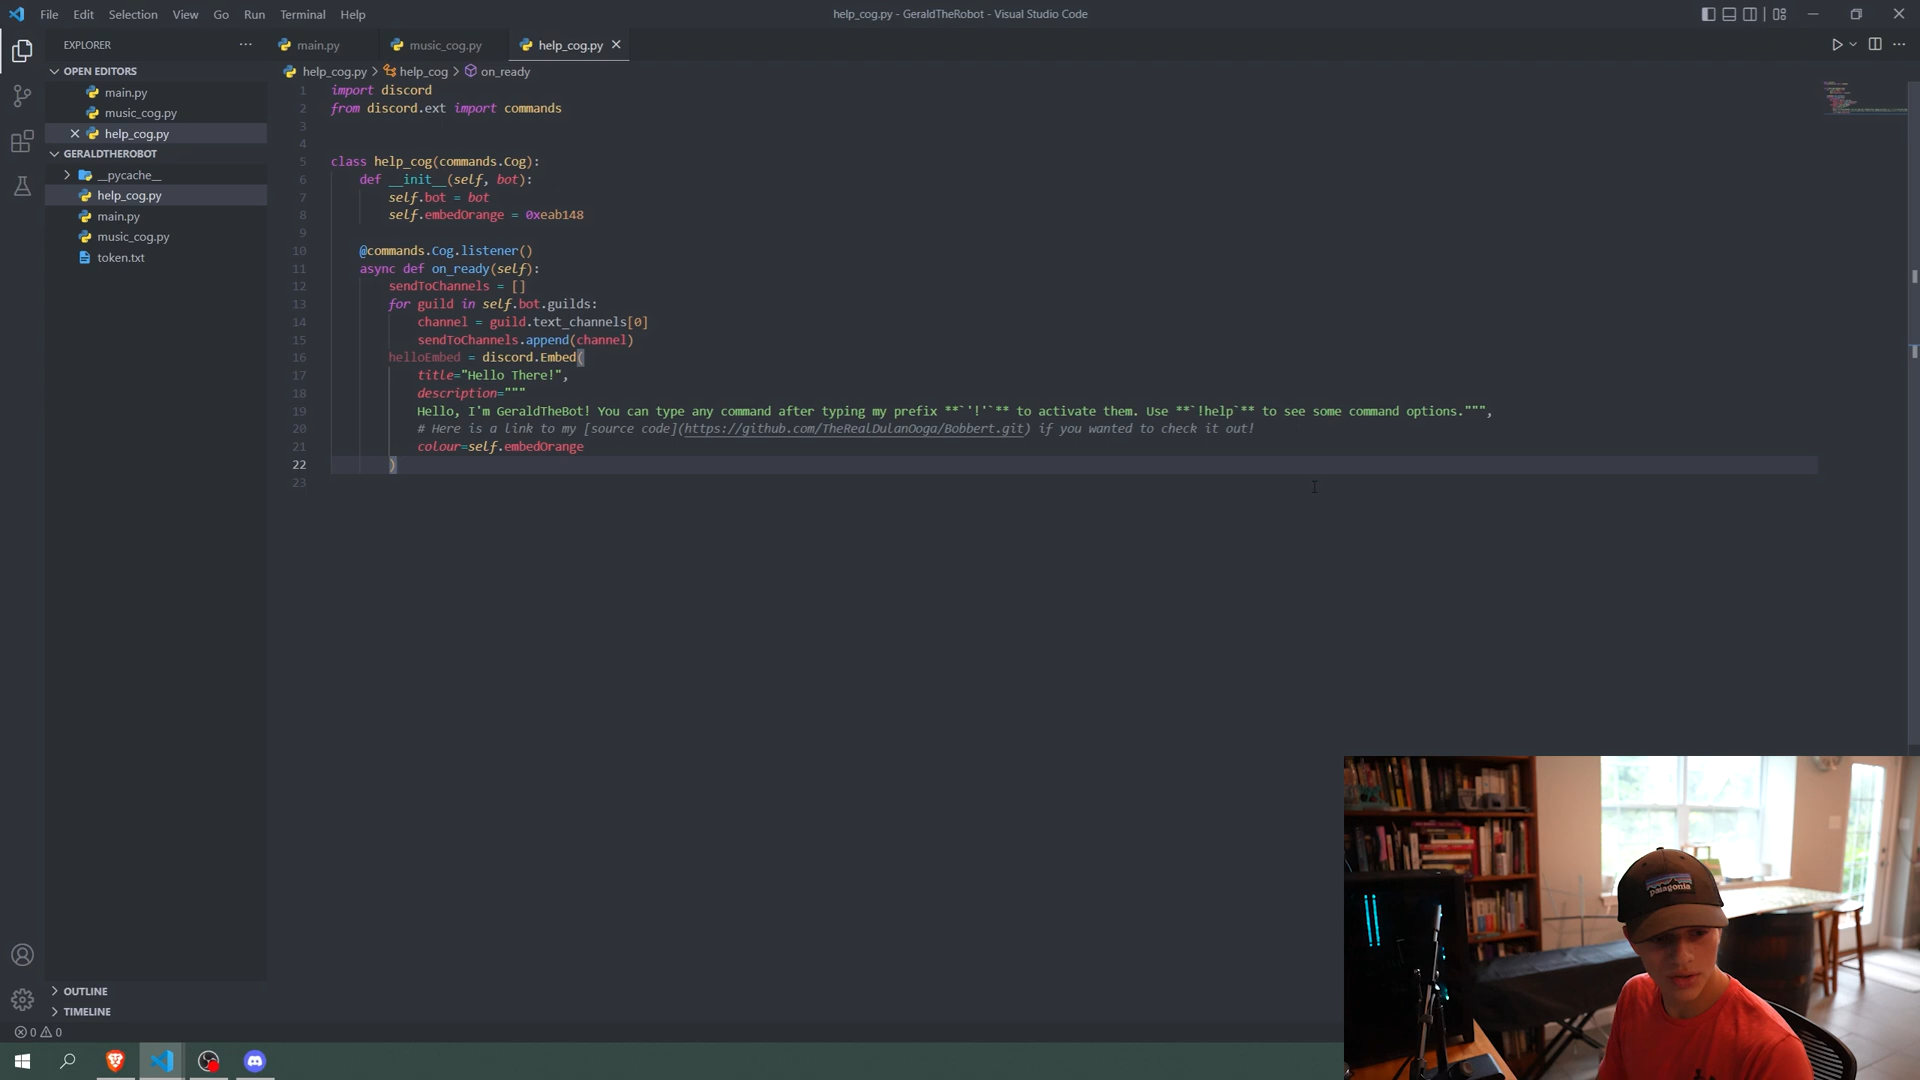 File Edit Selection View Go Run Terminal Help
help_cog.py - GeraldTheRobot - Visual Studio Code
EXPLORER
OPEN EDITORS
main.py
music_cog.py
help_cog.py
GERALDTHEROBOT
__pycache__
help_cog.py
main.py
music_cog.py
token.txt
OUTLINE
TIMELINE
0 0
main.py music_cog.py help_cog.py
help_cog.py > help_cog > on_ready
1 import discord
2 from discord.ext import commands
3
4
5 class help_cog(commands.Cog):
6 def __init__(self, bot):
7 self.bot = bot
8 self.embedOrange = 0xeab148
9
10 @commands.Cog.listener()
11 async def on_ready(self):
12 sendToChannels = []
13 for guild in self.bot.guilds:
14 channel = guild.text_channels[0]
15 sendToChannels.append(channel)
16 helloEmbed = discord.Embed(
17 title="Hello There!",
18 description="""
19 Hello, I'm GeraldTheBot! You can type any command after typing my prefix **`'!'`** to activate them. Use **`!help`** to see some command options.""",
20 # Here is a link to my [source code](https://github.com/TheRealDulanOoga/Bobbert.git) if you wanted to check it out!
21 colour=self.embedOrange
22 )
23
patagonia